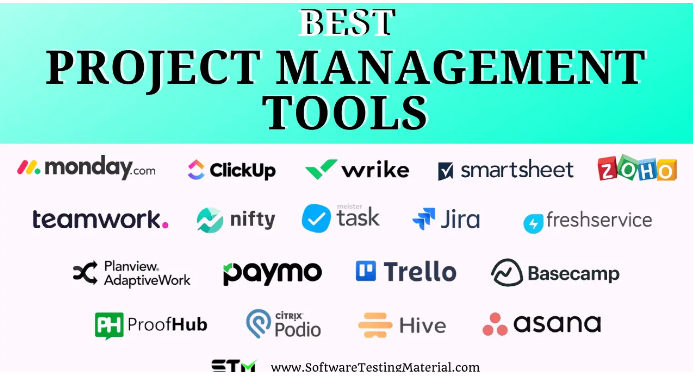 BEST
PROJECT MANAGEMENT
TOOLS
monday.com ClickUp wrike smartsheet ZOHO
teamwork. nifty meister task Jira freshservice
Planview® AdaptiveWork paymo Trello Basecamp
PH ProofHub CITRIX Podio Hive asana
STM www.SoftwareTestingMaterial.com